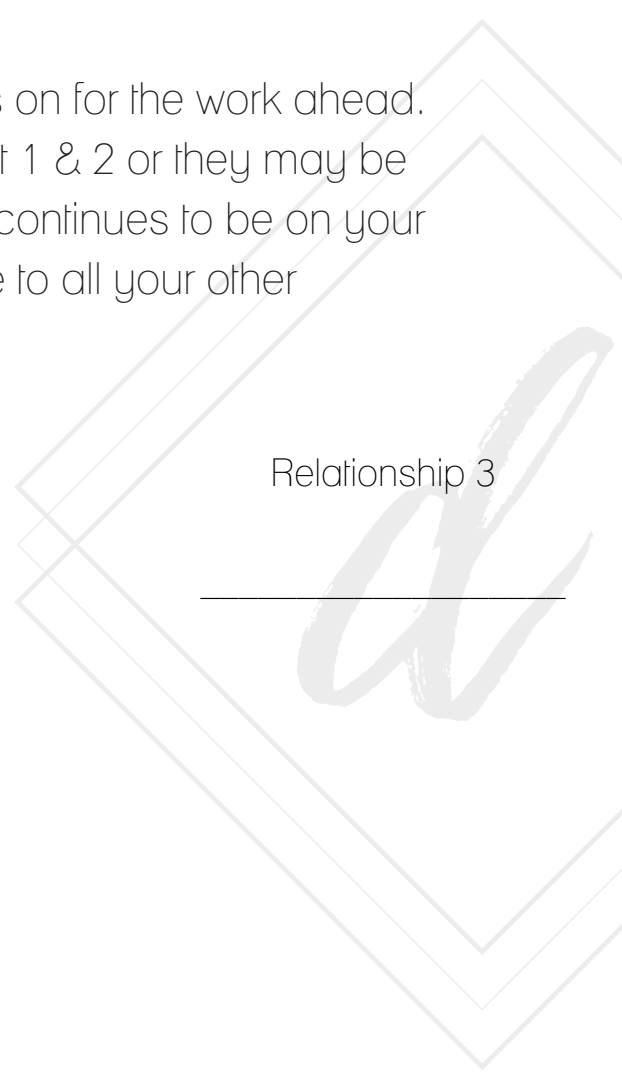 s on for the work ahead.
t 1 & 2 or they may be
continues to be on your
e to all your other
Relationship 3
d